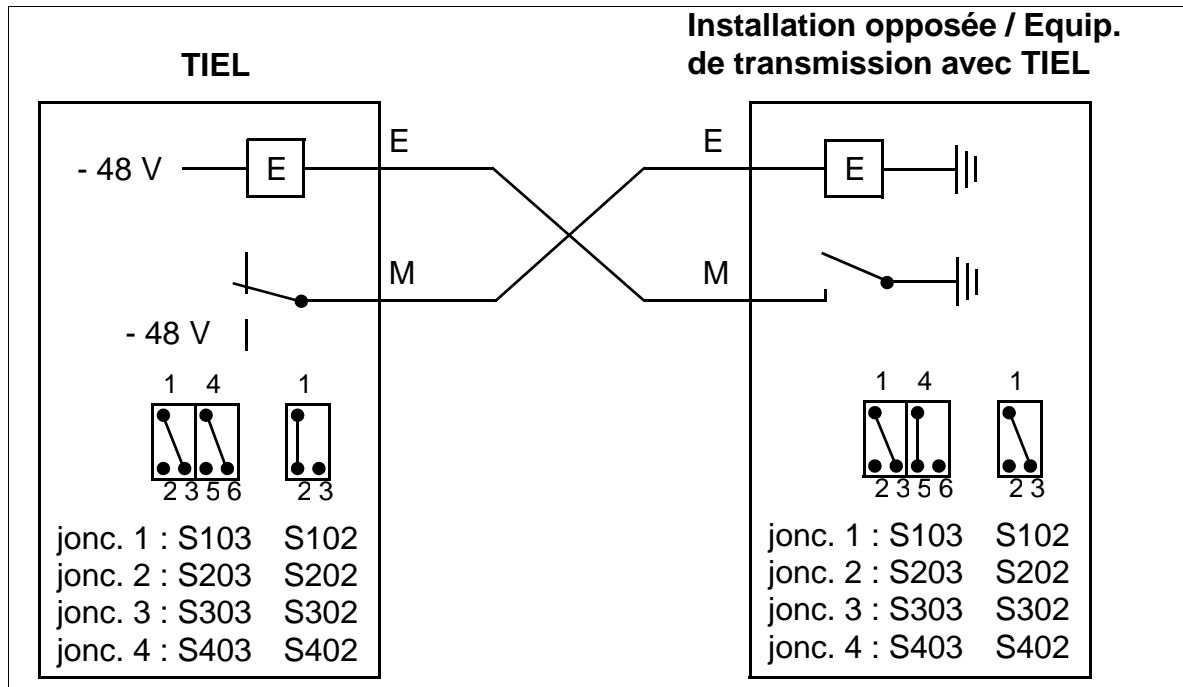 Installation opposée / Equip.
de transmission avec TIEL
TIEL
- 48 V
E
E
M
- 48 V
1 4 1
2 3 5 6 2 3
jonc. 1 : S103 S102
jonc. 2 : S203 S202
jonc. 3 : S303 S302
jonc. 4 : S403 S402
E
E
M
1 4 1
2 3 5 6 2 3
jonc. 1 : S103 S102
jonc. 2 : S203 S202
jonc. 3 : S303 S302
jonc. 4 : S403 S402